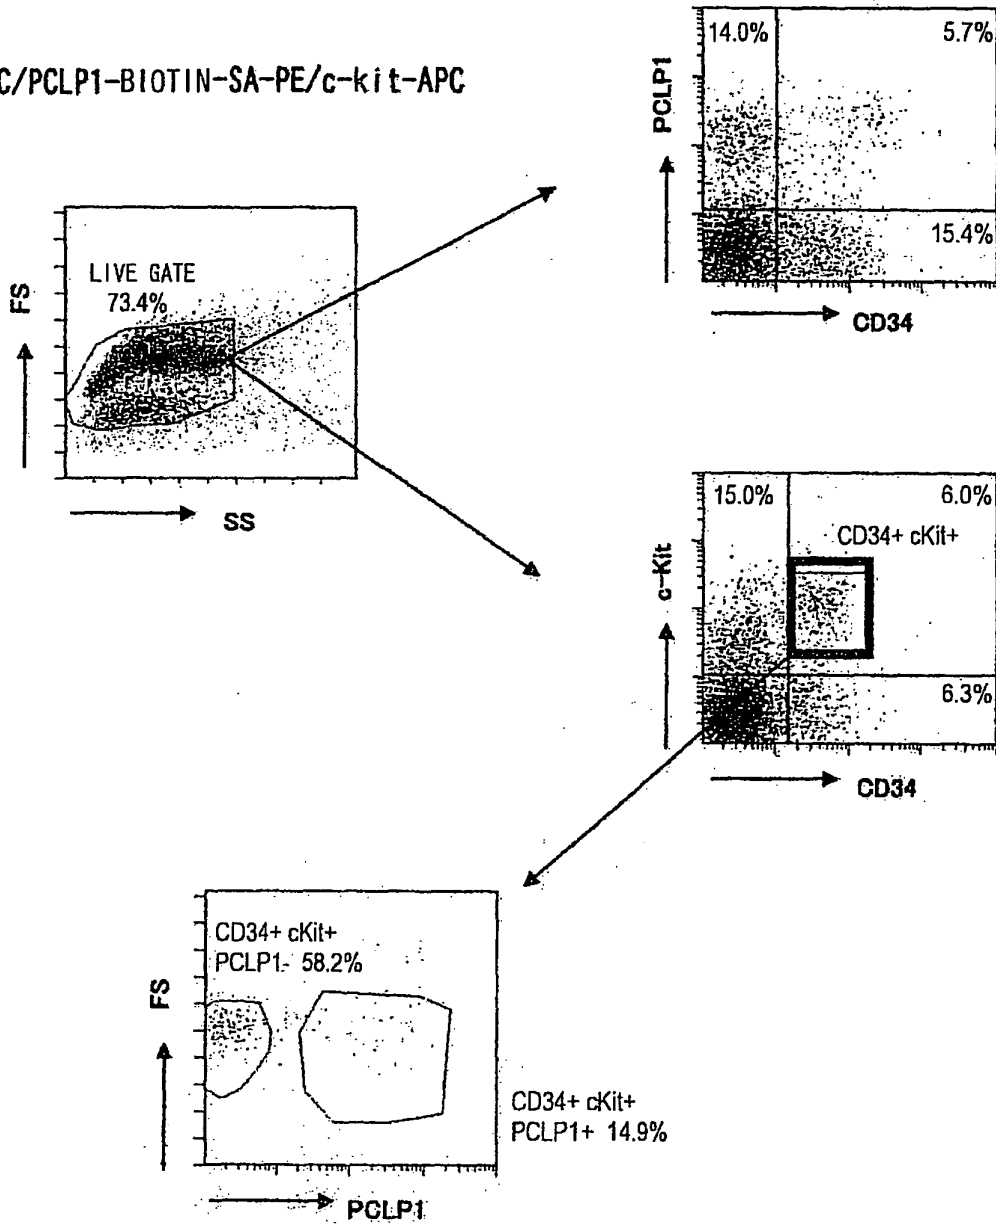 C/PCLP1-BIOTIN-SA-PE/c-kit-APC
14.0%
5.7%
PCLP1
15.4%
CD34
LIVE GATE
73.4%
FS
SS
15.0%
6.0%
CD34+ cKit+
c-Kit
6.3%
CD34
CD34+ cKit+
PCLP1- 58.2%
FS
CD34+ cKit+
PCLP1+ 14.9%
PCLP1